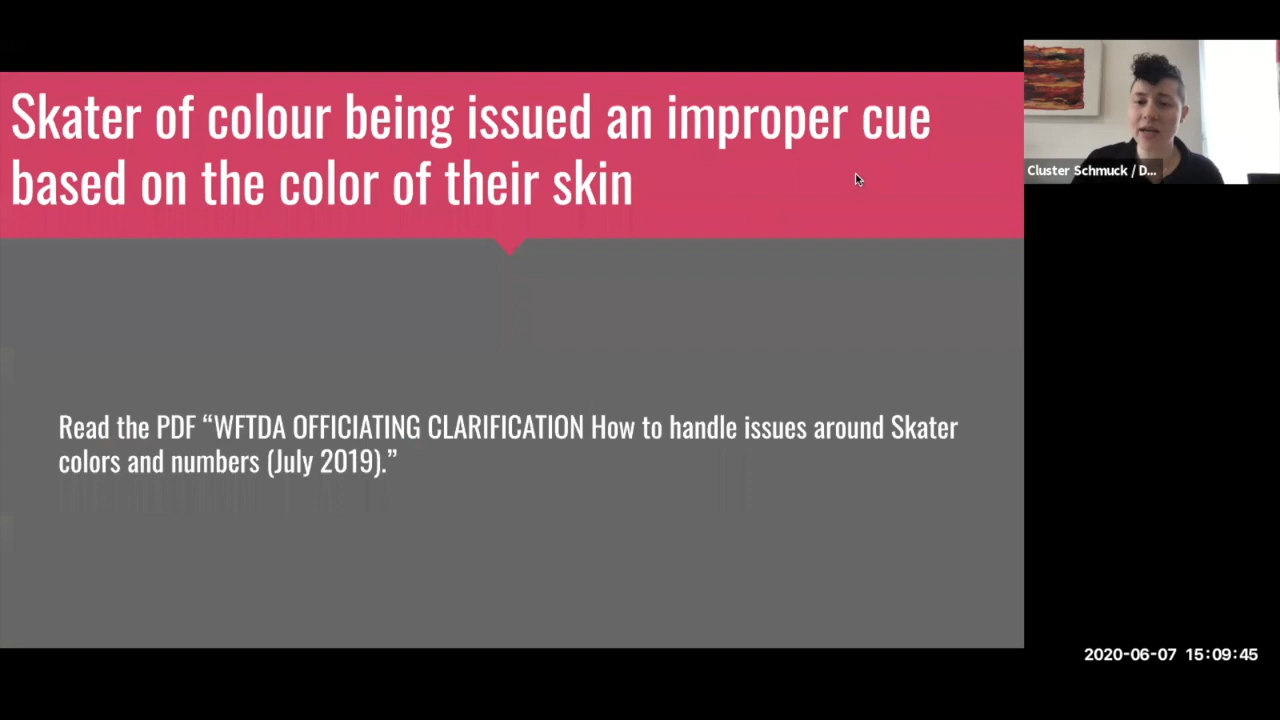 Skater of colour being issued an improper cue
based on the color of their skin
Cluster Schmuck / D...
Read the PDF “WFTDA OFFICIATING CLARIFICATION How to handle issues around Skater
colors and numbers (July 2019).”
2020-06-07 15:09:45